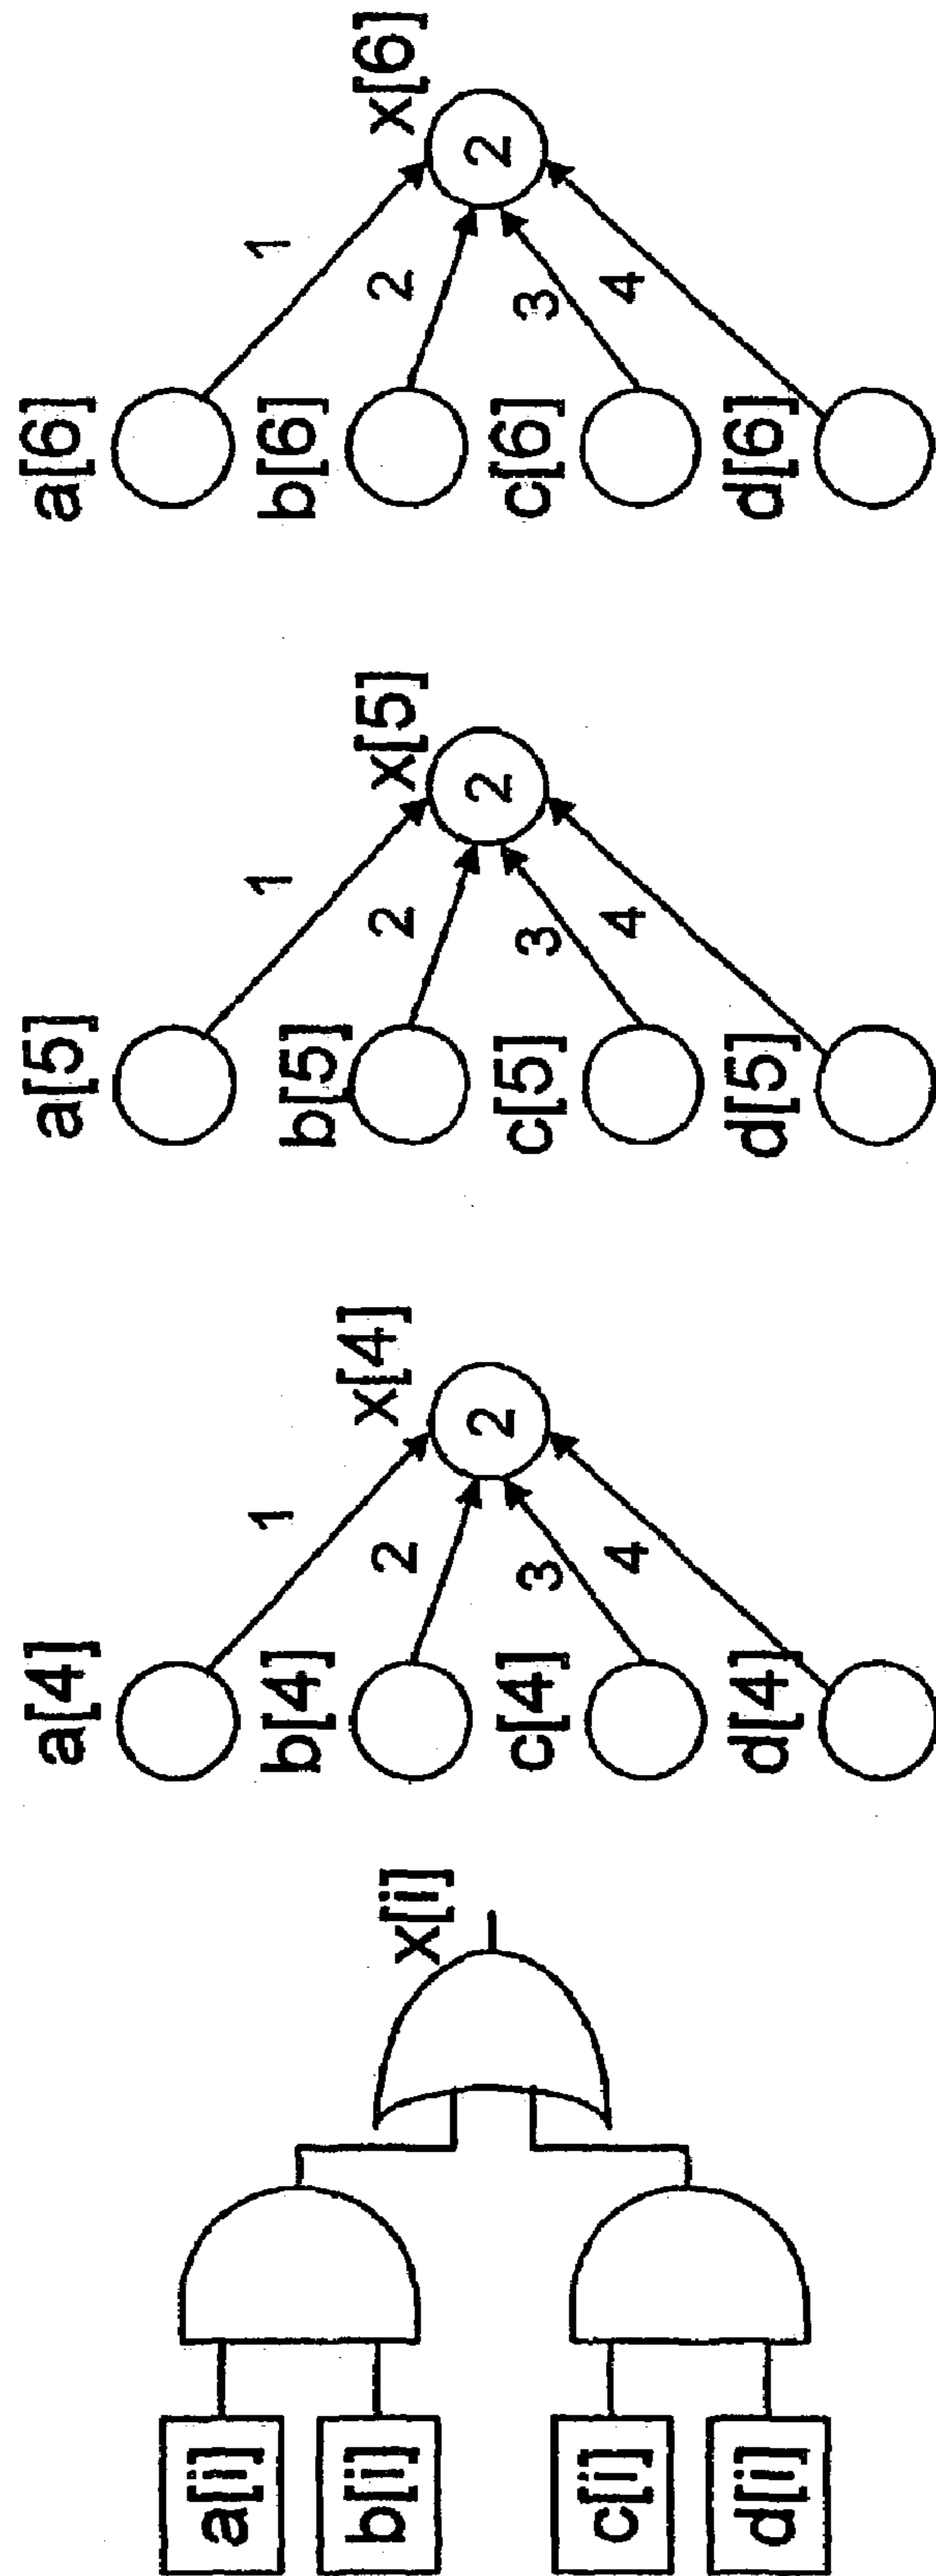 a[i]
b[i]
c[i]
d[i]
x[i]
a[4]
b[4]
c[4]
d[4]
1
2
3
4
x[4]
2
a[5]
b[5]
c[5]
d[5]
1
2
3
4
x[5]
2
a[6]
b[6]
c[6]
d[6]
1
2
3
4
x[6]
2